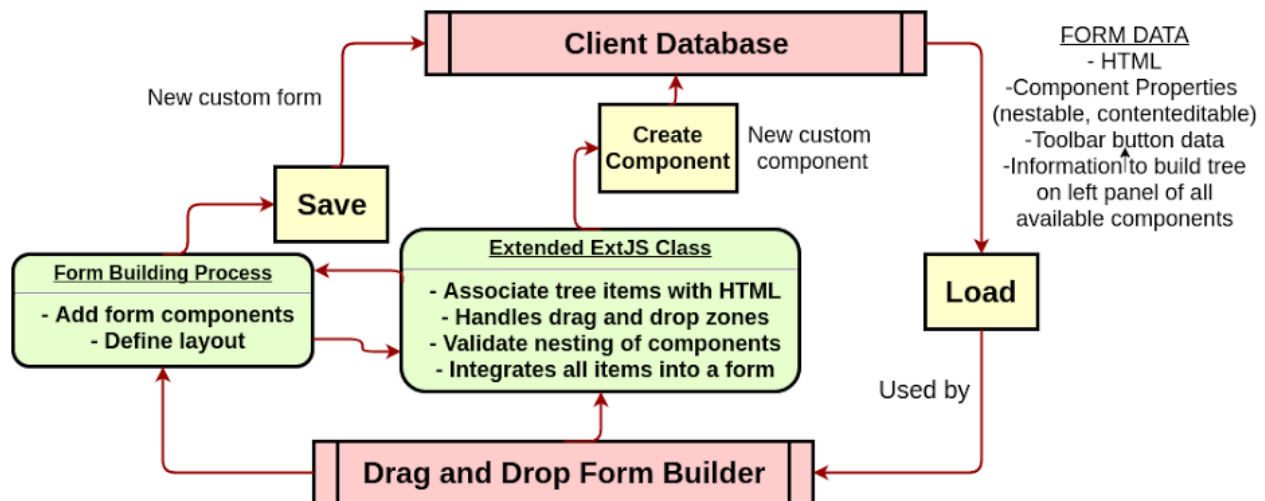 Client Database
FORM DATA
- HTML
-Component Properties
(nestable, contenteditable)
-Toolbar button data
-Information to build tree
on left panel of all
available components
New custom form
Create
Component
New custom
component
Save
Extended ExtJS Class
- Associate tree items with HTML
- Handles drag and drop zones
- Validate nesting of components
- Integrates all items into a form
Form Building Process
- Add form components
- Define layout
Load
Used by
Drag and Drop Form Builder